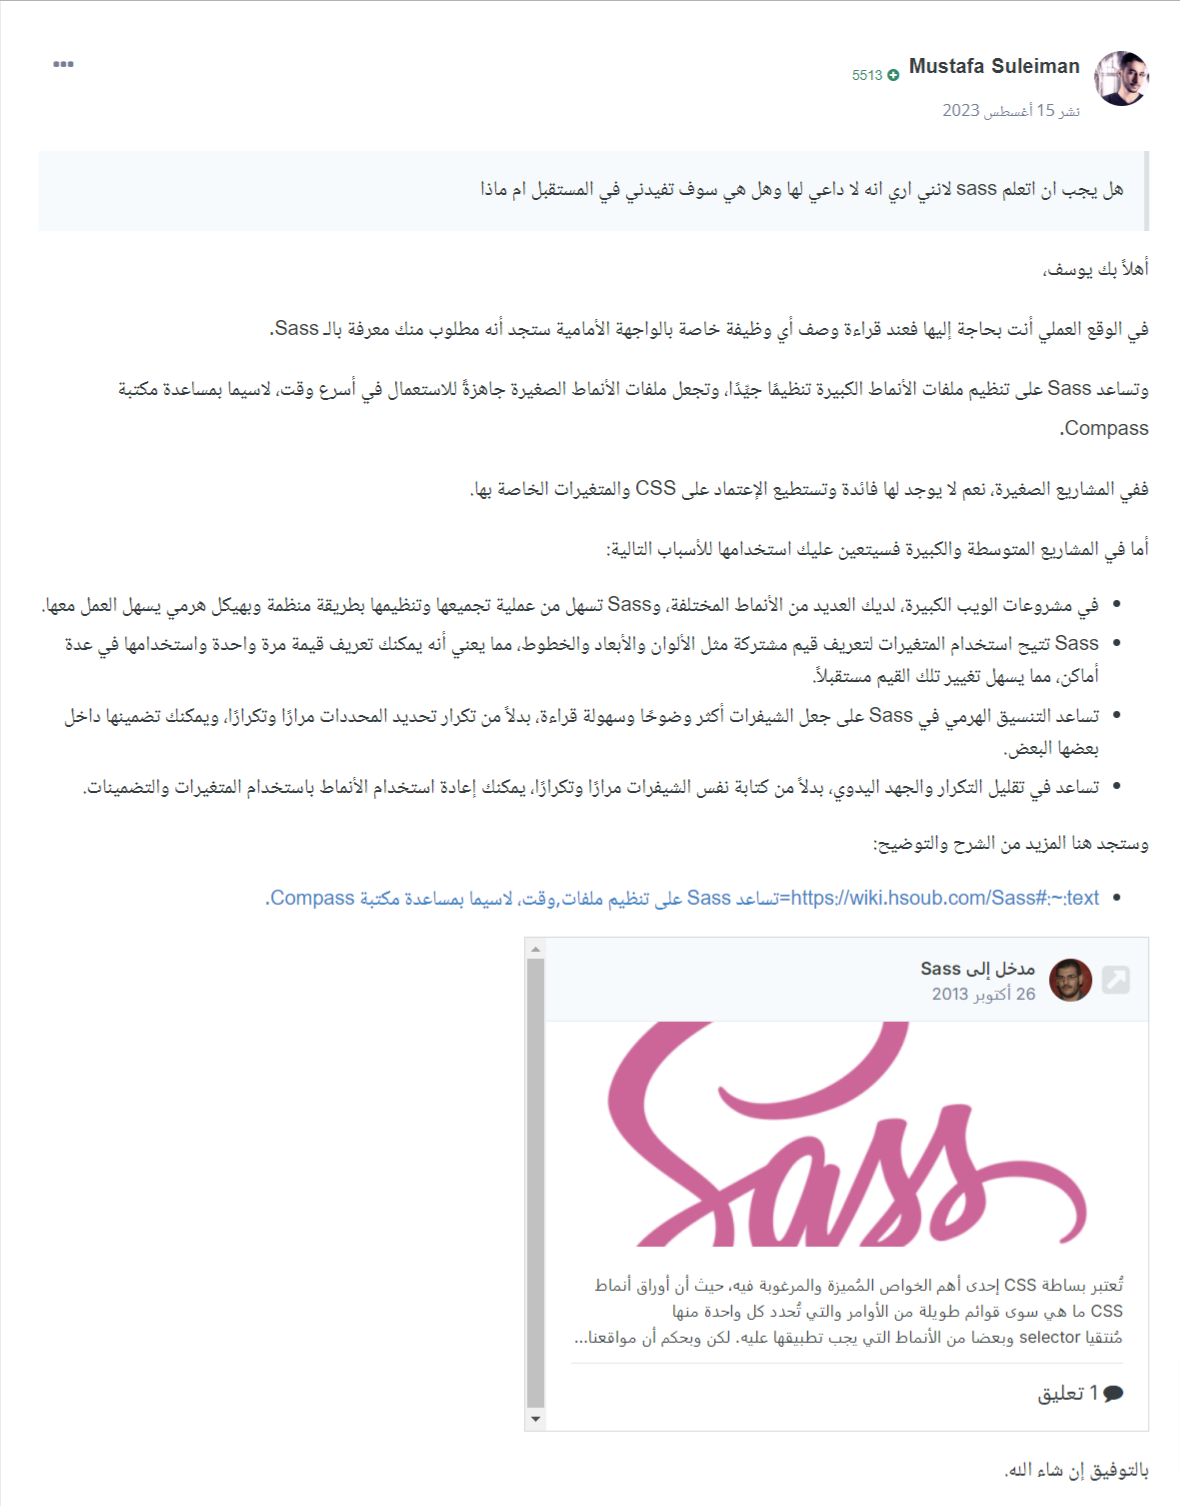 Mustafa Suleiman
5513
نشر 15 أغسطس 2023
هل يجب ان اتعلم sass لانني اري انه لا داعي لها وهل هي سوف تفيدني في المستقبل ام ماذا
أهلاً بك يوسف،
في الوقع العملي أنت بحاجة إليها فعند قراءة وصف أي وظيفة خاصة بالواجهة الأمامية ستجد أنه مطلوب منك معرفة بالـ Sass.
وتساعد Sass على تنظيم ملفات الأنماط الكبيرة تنظيمًا جيّدًا، وتجعل ملفات الأنماط الصغيرة جاهزةً للاستعمال في أسرع وقت، لاسيما بمساعدة مكتبة
Compass.
ففي المشاريع الصغيرة، نعم لا يوجد لها فائدة وتستطيع الإعتماد على CSS والمتغيرات الخاصة بها.
أما في المشاريع المتوسطة والكبيرة فسيتعين عليك استخدامها للأسباب التالية:
• في مشروعات الويب الكبيرة، لديك العديد من الأنماط المختلفة، وSass تسهل من عملية تجميعها وتنظيمها بطريقة منظمة وبهيكل هرمي يسهل العمل معها.
• Sass تتيح استخدام المتغيرات لتعريف قيم مشتركة مثل الألوان والأبعاد والخطوط، مما يعني أنه يمكنك تعريف قيمة مرة واحدة واستخدامها في عدة
أماكن، مما يسهل تغيير تلك القيم مستقبلاً.
• تساعد التنسيق الهرمي في Sass على جعل الشيفرات أكثر وضوحًا وسهولة قراءة، بدلاً من تكرار تحديد المحددات مرارًا وتكرارًا، ويمكنك تضمينها داخل
بعضها البعض.
• تساعد في تقليل التكرار والجهد اليدوي، بدلاً من كتابة نفس الشيفرات مرارًا وتكرارًا، يمكنك إعادة استخدام الأنماط باستخدام المتغيرات والتضمينات.
وستجد هنا المزيد من الشرح والتوضيح:
• https://wiki.hsoub.com/Sass#:~:text=تساعد Sass على تنظيم ملفات,وقت، لاسيما بمساعدة مكتبة Compass.
مدخل إلى Sass
26 أكتوبر 2013
Sass
تُعتبر بساطة CSS إحدى أهم الخواص المُميزة والمرغوبة فيه، حيث أن أوراق أنماط
CSS ما هي سوى قوائم طويلة من الأوامر والتي تُحدد كل واحدة منها
مُنتقيا selector وبعضا من الأنماط التي يجب تطبيقها عليه. لكن وبحكم أن مواقعنا...
1 تعليق
بالتوفيق إن شاء الله.